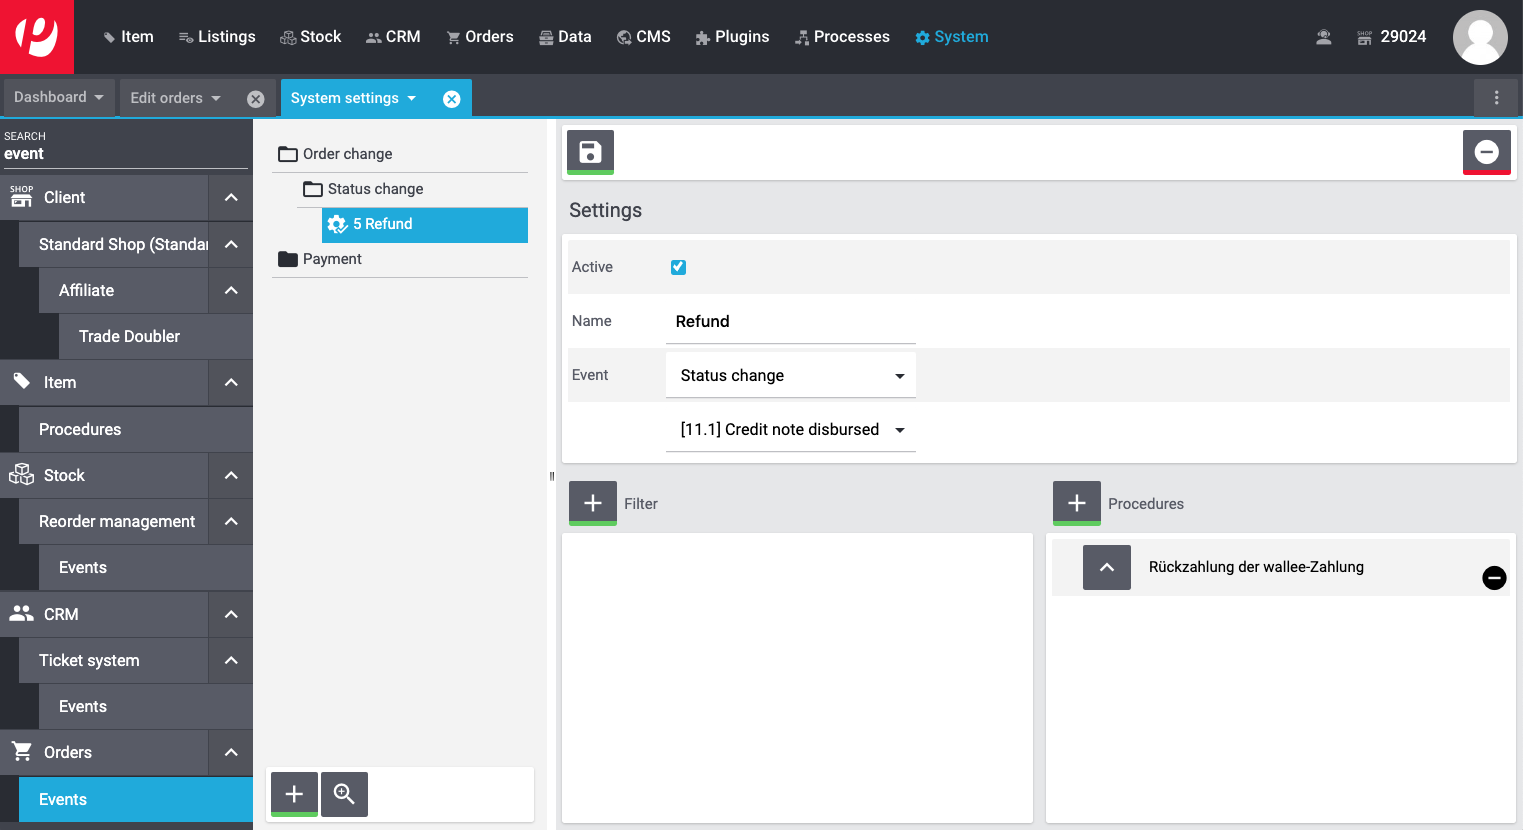 Item
Listings
Stock
CRM
Orders
Data
CMS
Plugins
Processes
System
SHOP
29024
Dashboard
Edit orders
System settings
SEARCH
event
SHOP
Client
Standard Shop (Standar
Affiliate
Trade Doubler
Item
Procedures
Stock
Reorder management
Events
CRM
Ticket system
Events
Orders
Events
Order change
Status change
5 Refund
Payment
Settings
Active
Name
Refund
Event
Status change
[11.1] Credit note disbursed
Filter
Procedures
Rückzahlung der wallee-Zahlung